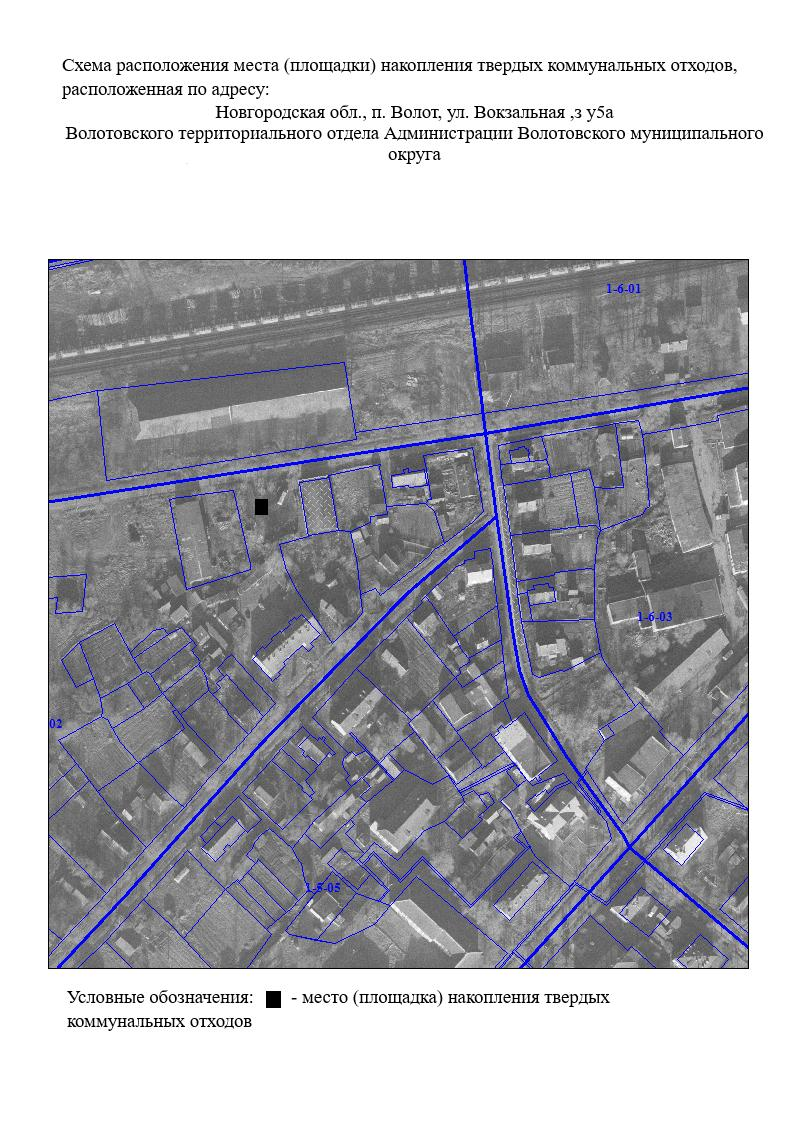 Схема расположения места (площадки) накопления твердых коммунальных отходов,
расположенная по адресу:
Новгородская обл., п. Волот, ул. Вокзальная ,з у5а
Волотовского территориального отдела Администрации Волотовского муниципального
округа
1-6-01
1-6-03
02
1-5-05
Условные обозначения: - место (площадка) накопления твердых
коммунальных отходов